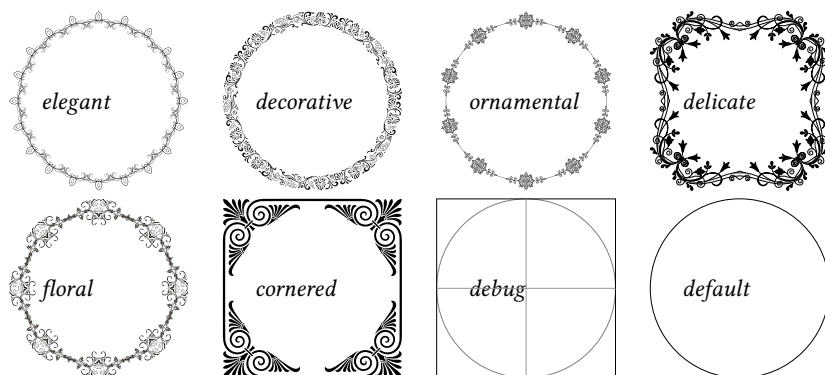 elegant
decorative
ornamental
delicate
floral
cornered
debug
default